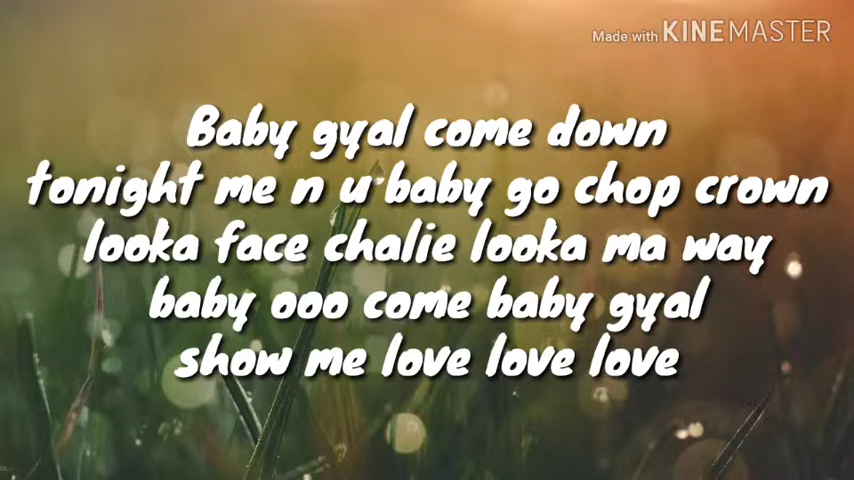 Made with KINEMASTER
Baby gyal come down
tonight me n u baby go chop crown
looka face chalie looka ma way
baby ooo come baby gyal
show me love love love